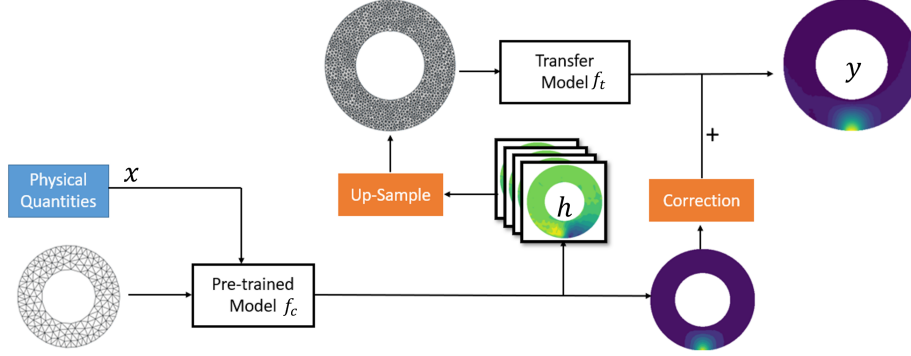 Transfer
Model f_t
y
+
Physical
Quantities
x
Up-Sample
h
Correction
Pre-trained
Model f_c